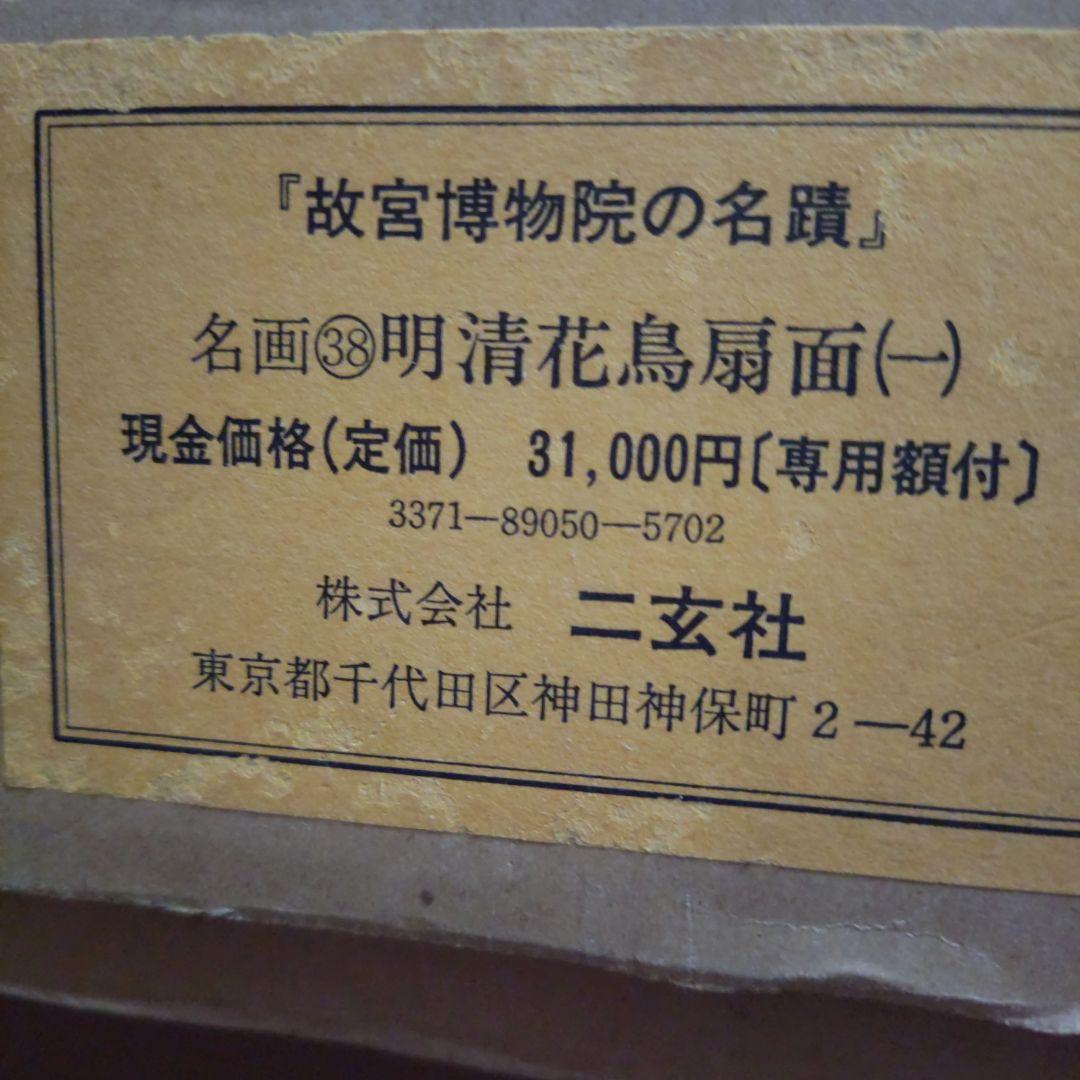 『故宮博物院の名蹟』
名画㊳明清花鳥扇面(一)
現金価格(定価) 31,000円〔専用額付〕
3371—89050—5702
株式会社 二玄社
東京都千代田区神田神保町2—42